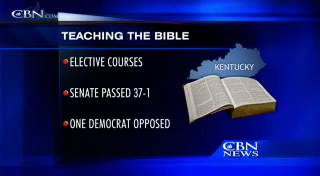 CBN.COM
TEACHING THE BIBLE
ELECTIVE COURSES
KENTUCKY
SENATE PASSED 37-1
ONE DEMOCRAT OPPOSED
CBN
NEWS